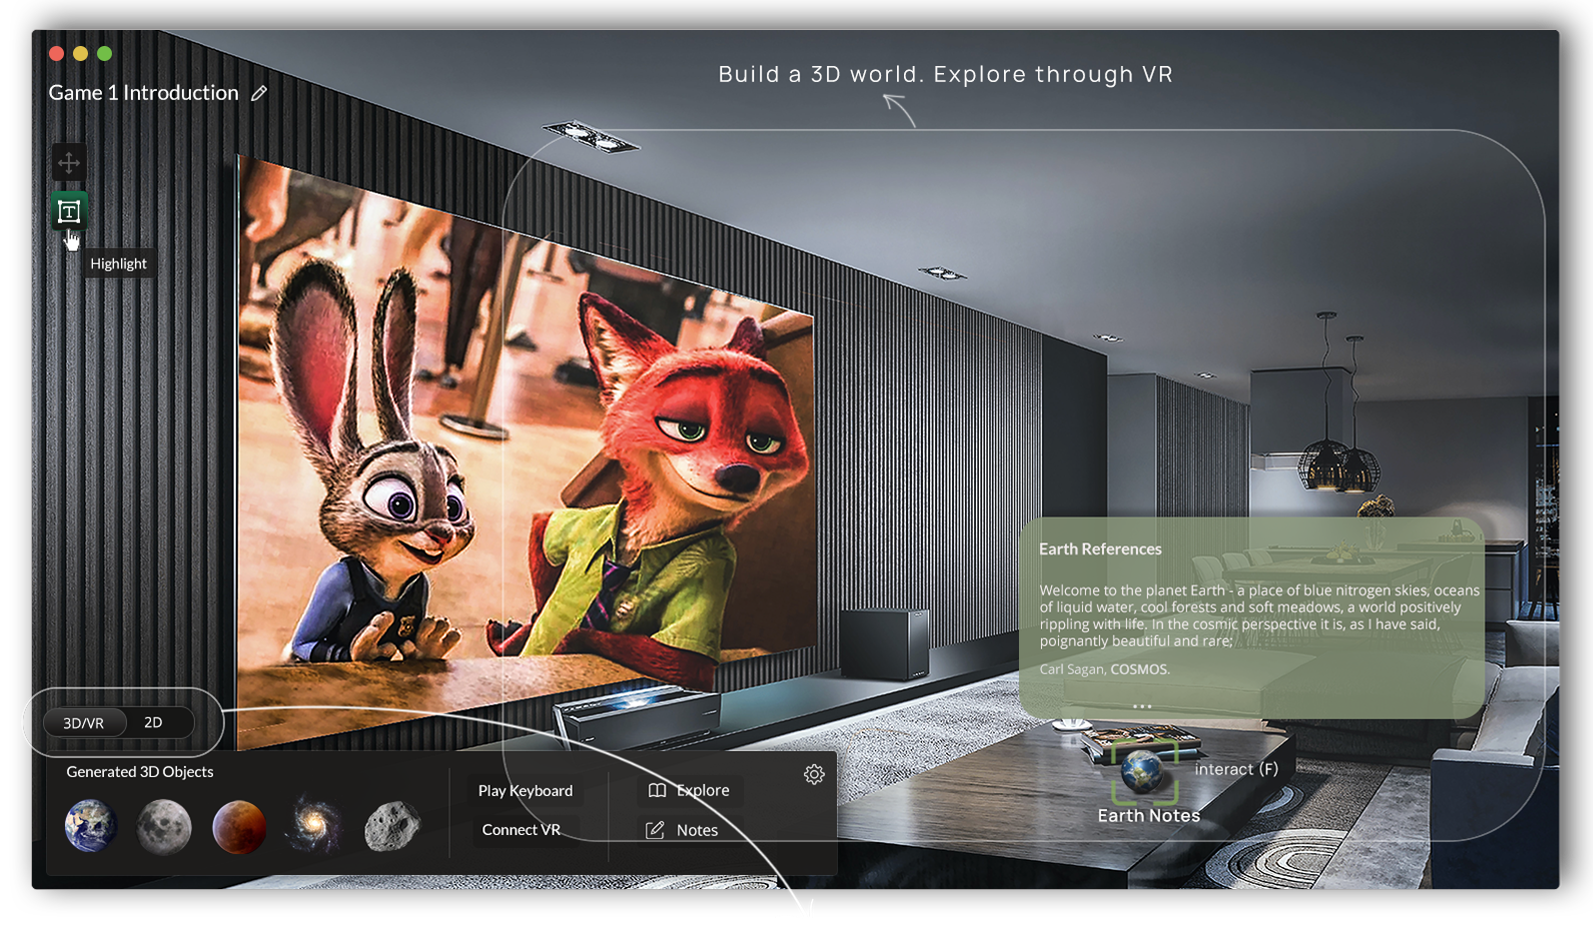 Build a 3D world. Explore through VR
Game 1 Introduction
T
Highlight
Earth References
Welcome to the planet Earth - a place of blue nitrogen skies, oceans
of liquid water, cool forests and soft meadows, a world positively
rippling with life. In the cosmic perspective it is, as I have said,
poignantly beautiful and rare;
Carl Sagan, COSMOS.
3D/VR
2D
interact (F)
Earth Notes
Generated 3D Objects
Play Keyboard
Connect VR
Explore
Notes